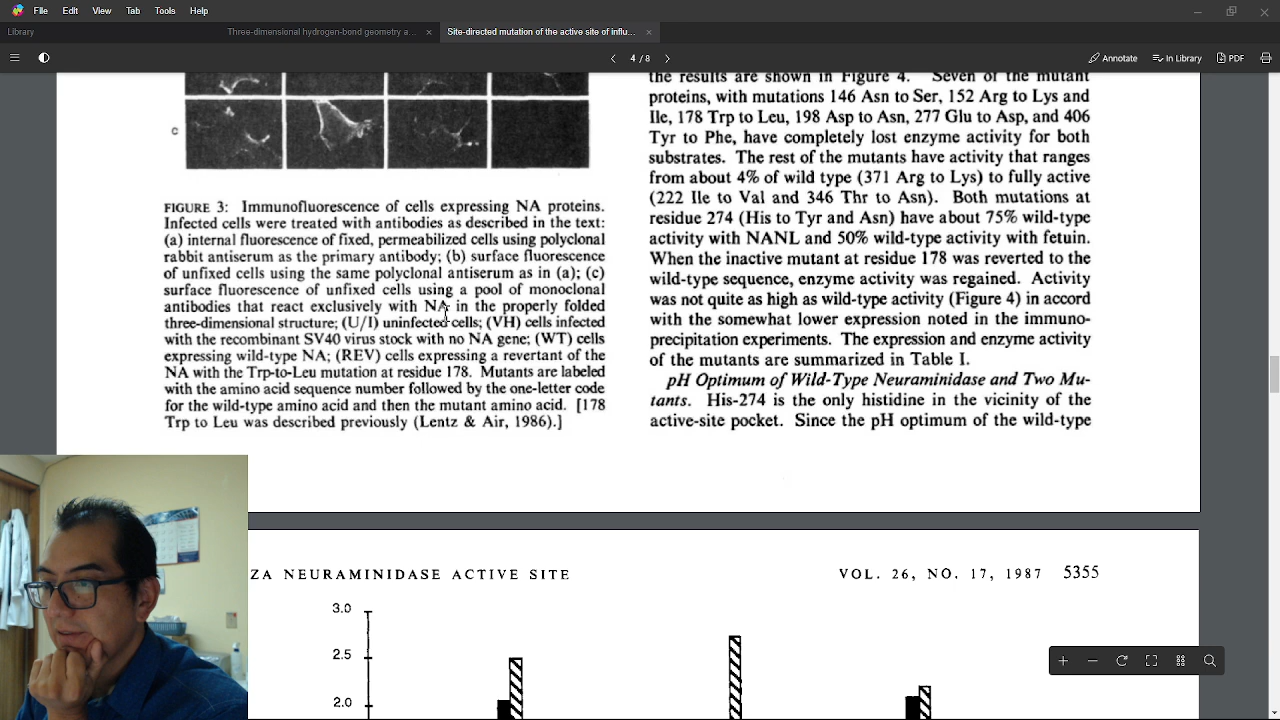 File Edit View Tab Tools Help
Library
Three-dimensional hydrogen-bond geometry a...
Site-directed mutation of the active site of influ...
4 / 8
Annotate
In Library
PDF
c
FIGURE 3: Immunofluorescence of cells expressing NA proteins.
Infected cells were treated with antibodies as described in the text:
(a) internal fluorescence of fixed, permeabilized cells using polyclonal
rabbit antiserum as the primary antibody; (b) surface fluorescence
of unfixed cells using the same polyclonal antiserum as in (a); (c)
surface fluorescence of unfixed cells using a pool of monoclonal
antibodies that react exclusively with NA in the properly folded
three-dimensional structure; (U/I) uninfected cells; (VH) cells infected
with the recombinant SV40 virus stock with no NA gene; (WT) cells
expressing wild-type NA; (REV) cells expressing a revertant of the
NA with the Trp-to-Leu mutation at residue 178. Mutants are labeled
with the amino acid sequence number followed by the one-letter code
for the wild-type amino acid and then the mutant amino acid. [178
Trp to Leu was described previously (Lentz & Air, 1986).]
the results are shown in Figure 4. Seven of the mutant
proteins, with mutations 146 Asn to Ser, 152 Arg to Lys and
Ile, 178 Trp to Leu, 198 Asp to Asn, 277 Glu to Asp, and 406
Tyr to Phe, have completely lost enzyme activity for both
substrates. The rest of the mutants have activity that ranges
from about 4% of wild type (371 Arg to Lys) to fully active
(222 Ile to Val and 346 Thr to Asn). Both mutations at
residue 274 (His to Tyr and Asn) have about 75% wild-type
activity with NANL and 50% wild-type activity with fetuin.
When the inactive mutant at residue 178 was reverted to the
wild-type sequence, enzyme activity was regained. Activity
was not quite as high as wild-type activity (Figure 4) in accord
with the somewhat lower expression noted in the immuno-
precipitation experiments. The expression and enzyme activity
of the mutants are summarized in Table I.
pH Optimum of Wild-Type Neuraminidase and Two Mu-
tants. His-274 is the only histidine in the vicinity of the
active-site pocket. Since the pH optimum of the wild-type
ZA NEURAMINIDASE ACTIVE SITE
VOL. 26, NO. 17, 1987 5355
3.0
2.5
2.0